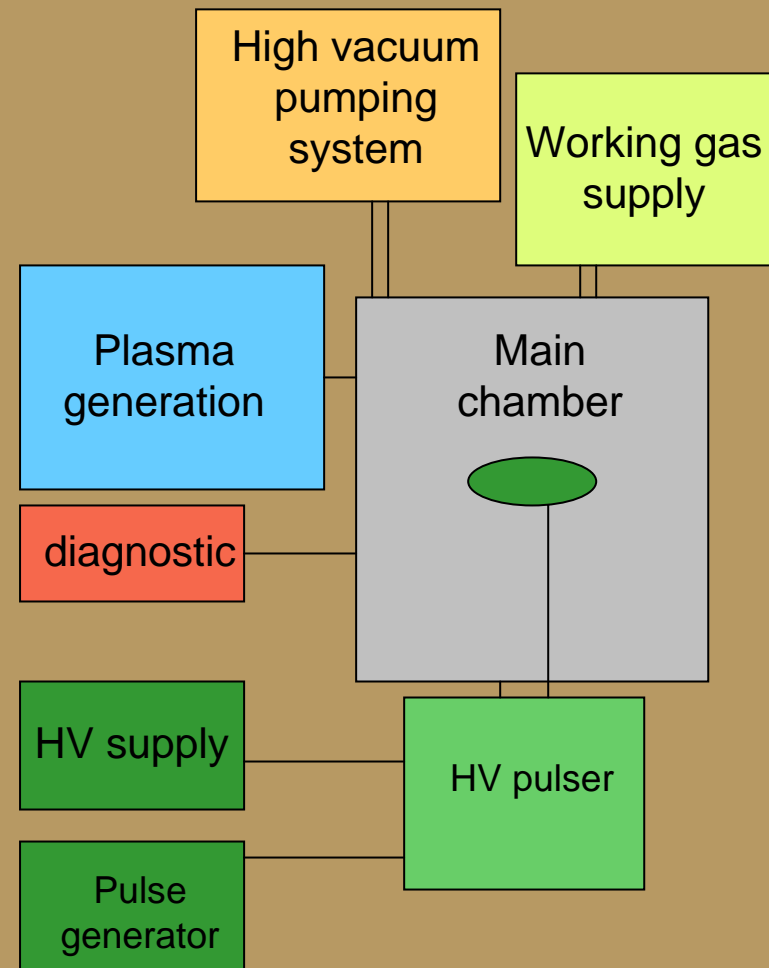 High vacuum
pumping
system
Working gas
supply
Plasma
generation
Main
chamber
diagnostic
HV supply
HV pulser
Pulse
generator